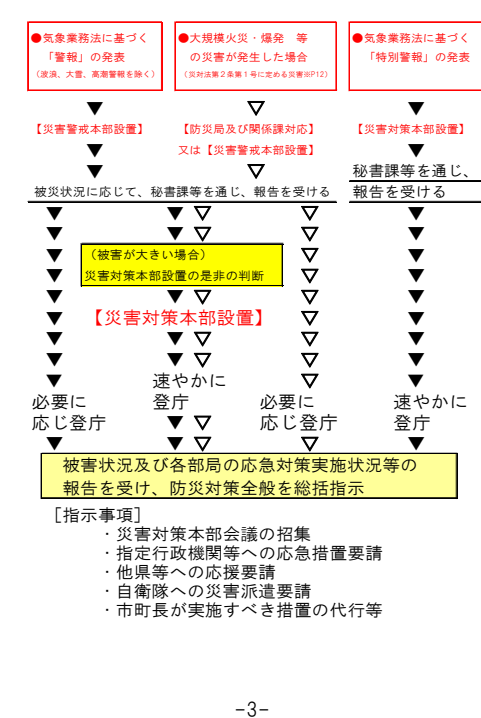 ●気象業務法に基づく
「警報」の発表
(波浪、大雪、高潮警報を除く)
●大規模火災・爆発　等
の災害が発生した場合
(災対法第２条第１号に定める災害※P12)
●気象業務法に基づく
「特別警報」の発表
▼
▽
▼
【災害警戒本部設置】
【防災局及び関係課対応】
又は【災害警戒本部設置】
【災害対策本部設置】
▼
▼
▽
▼
秘書課等を通じ、
報告を受ける
被災状況に応じて、秘書課等を通じ、報告を受ける
▼ ▼ ▽ ▽ ▼
▼ ▼ ▽ ▽ ▼
(被害が大きい場合)
災害対策本部設置の是非の判断
▼ ▽ ▼
▼ ▽ ▼
▼ ▼ ▽ ▽ ▼
【災害対策本部設置】
▼ ▽ ▼
▼ ▼ ▽ ▽ ▼
▼ ▼ ▽ ▽ ▼
▼ ▽ ▼
必要に
応じ登庁
速やかに
登庁
▼ ▽
必要に
応じ登庁
速やかに
登庁
▼ ▼ ▽ ▽ ▼
被害状況及び各部局の応急対策実施状況等の
報告を受け、防災対策全般を総括指示
［指示事項］
・災害対策本部会議の招集
・指定行政機関等への応急措置要請
・他県等への応援要請
・自衛隊への災害派遣要請
・市町長が実施すべき措置の代行等
-3-